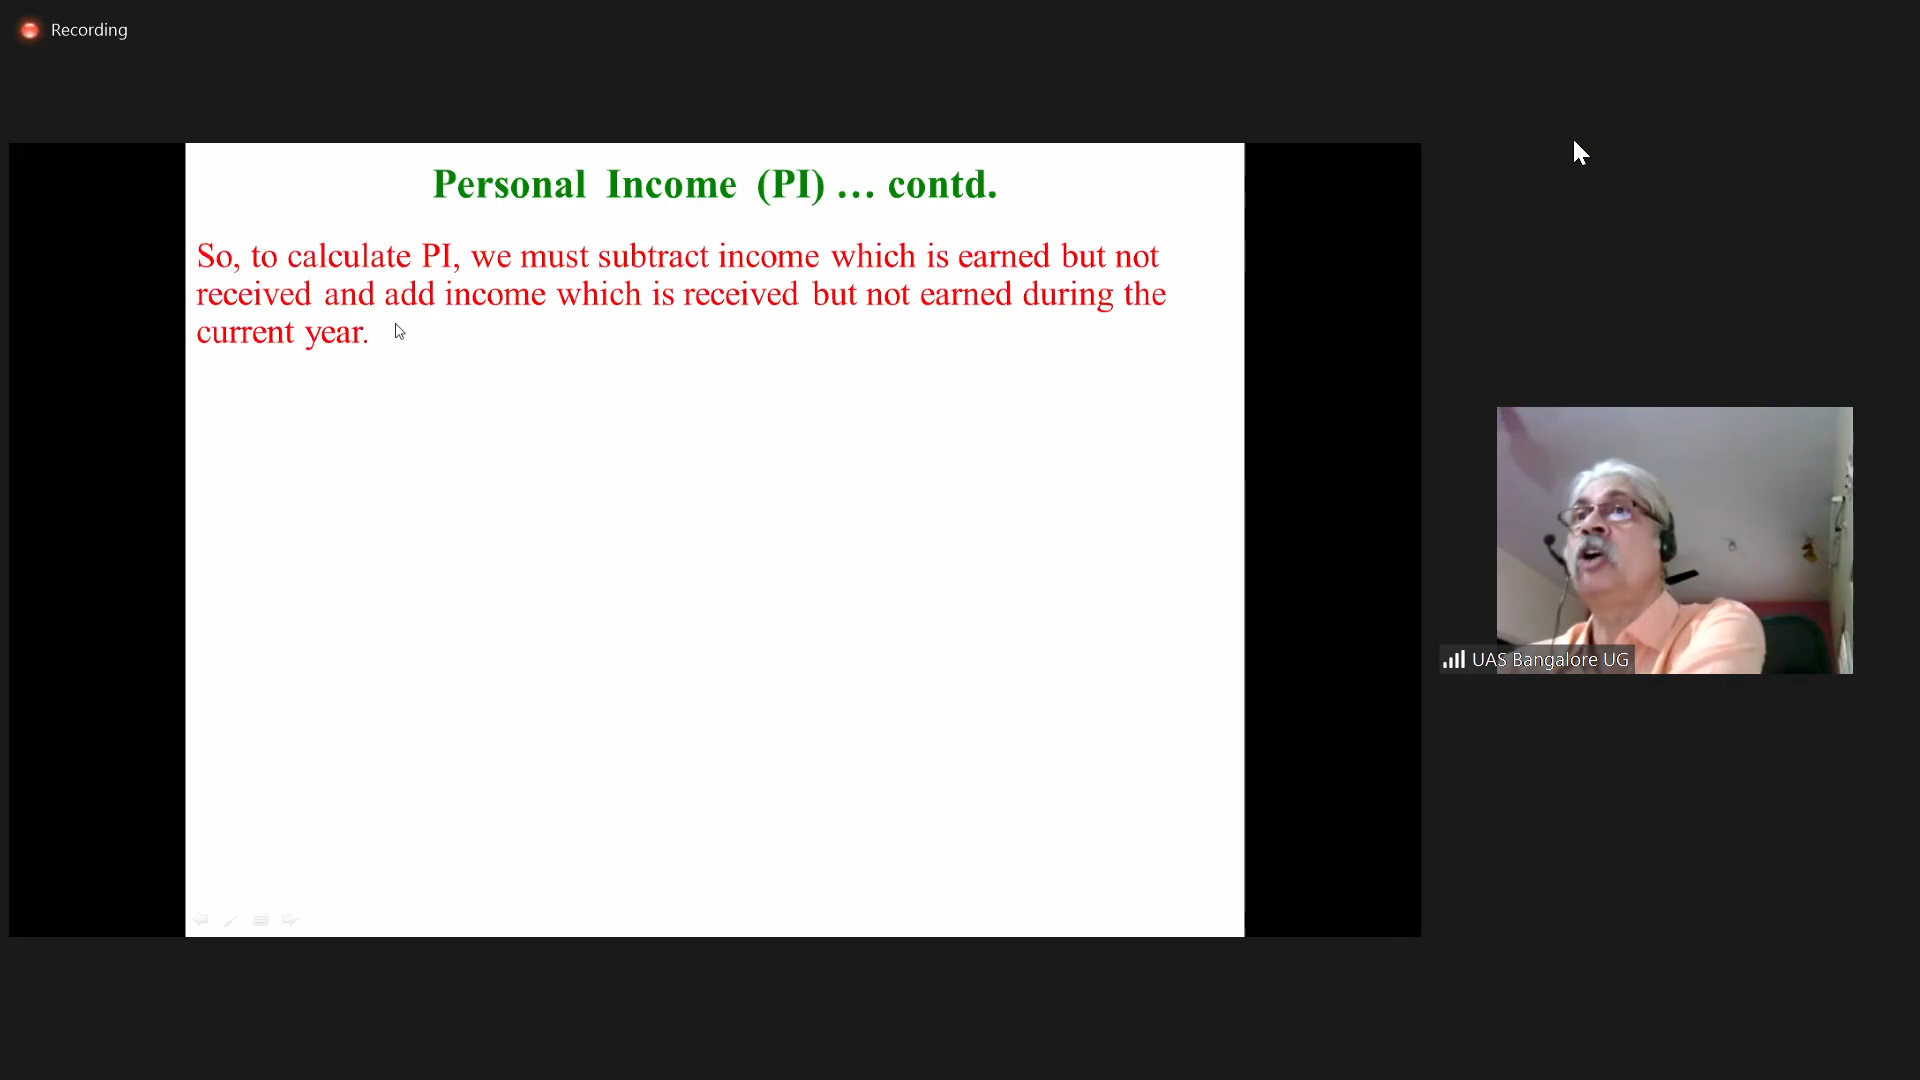 Recording
Personal Income (PI) … contd.
So, to calculate PI, we must subtract income which is earned but not
received and add income which is received but not earned during the
current year.
UAS Bangalore UG